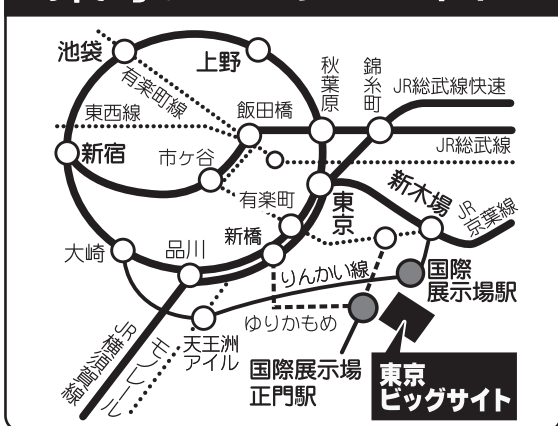 池袋
上野
秋葉原
錦糸町
JR総武線快速
有楽町線
東西線
飯田橋
JR総武線
新宿
市ヶ谷
有楽町
東京
新木場
JR京葉線
大崎
品川
新橋
りんかい線
国際
展示場駅
ゆりかもめ
天王洲
アイル
JR横須賀線
モノレール
国際展示場
正門駅
東京
ビッグサイト